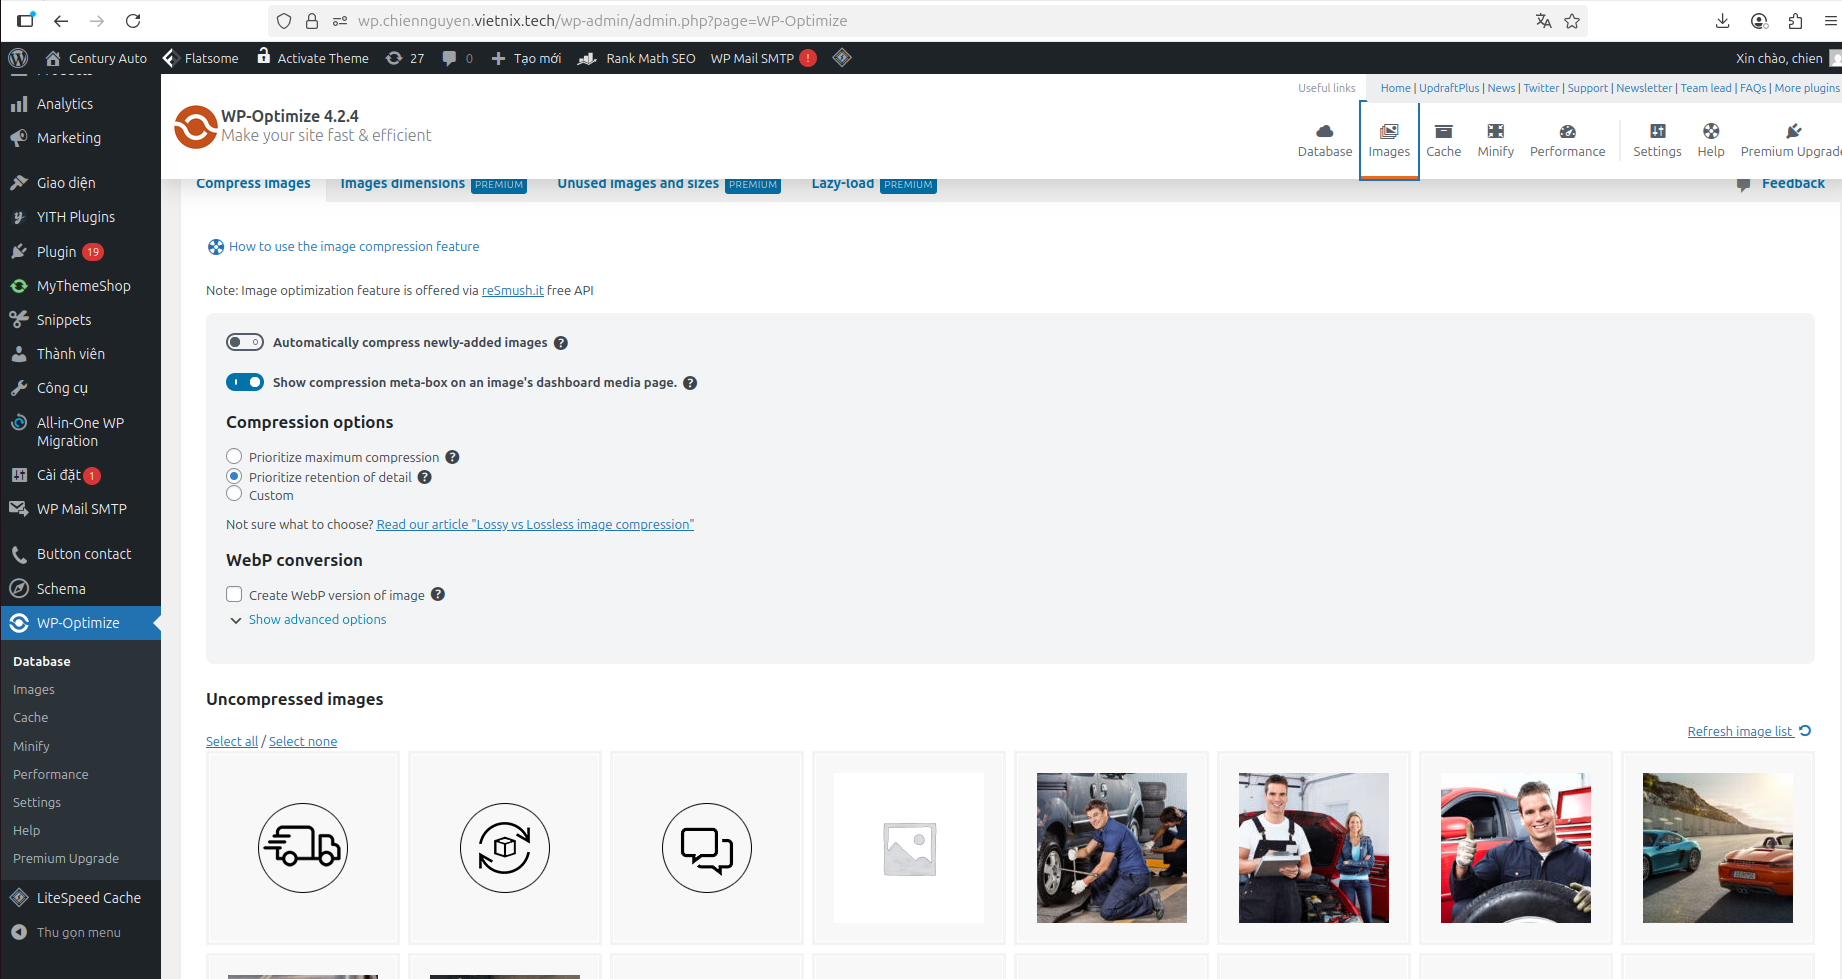 wp.chiennguyen.vietnix.tech/wp-admin/admin.php?page=WP-Optimize
Century Auto
Flatsome
Activate Theme
27
0
Tạo mới
Rank Math SEO
WP Mail SMTP !
Xin chào, chien
Products
Analytics
Marketing
Giao diện
YITH Plugins
Plugin 19
MyThemeShop
Snippets
Thành viên
Công cụ
All-in-One WP
Migration
Cài đặt 1
WP Mail SMTP
Button contact
Schema
WP-Optimize
Database
Images
Cache
Minify
Performance
Settings
Help
Premium Upgrade
LiteSpeed Cache
Thu gọn menu
WP-Optimize 4.2.4
Make your site fast & efficient
Useful links
Home | UpdraftPlus | News | Twitter | Support | Newsletter | Team lead | FAQs | More plugins
Database
Images
Cache
Minify
Performance
Settings
Help
Premium Upgrade
Compress images
Images dimensions PREMIUM
Unused images and sizes PREMIUM
Lazy-load PREMIUM
Feedback
How to use the image compression feature
Note: Image optimization feature is offered via reSmush.it free API
Automatically compress newly-added images ?
Show compression meta-box on an image's dashboard media page. ?
Compression options
Prioritize maximum compression ?
Prioritize retention of detail ?
Custom
Not sure what to choose? Read our article "Lossy vs Lossless image compression"
WebP conversion
Create WebP version of image ?
Show advanced options
Uncompressed images
Refresh image list
Select all / Select none